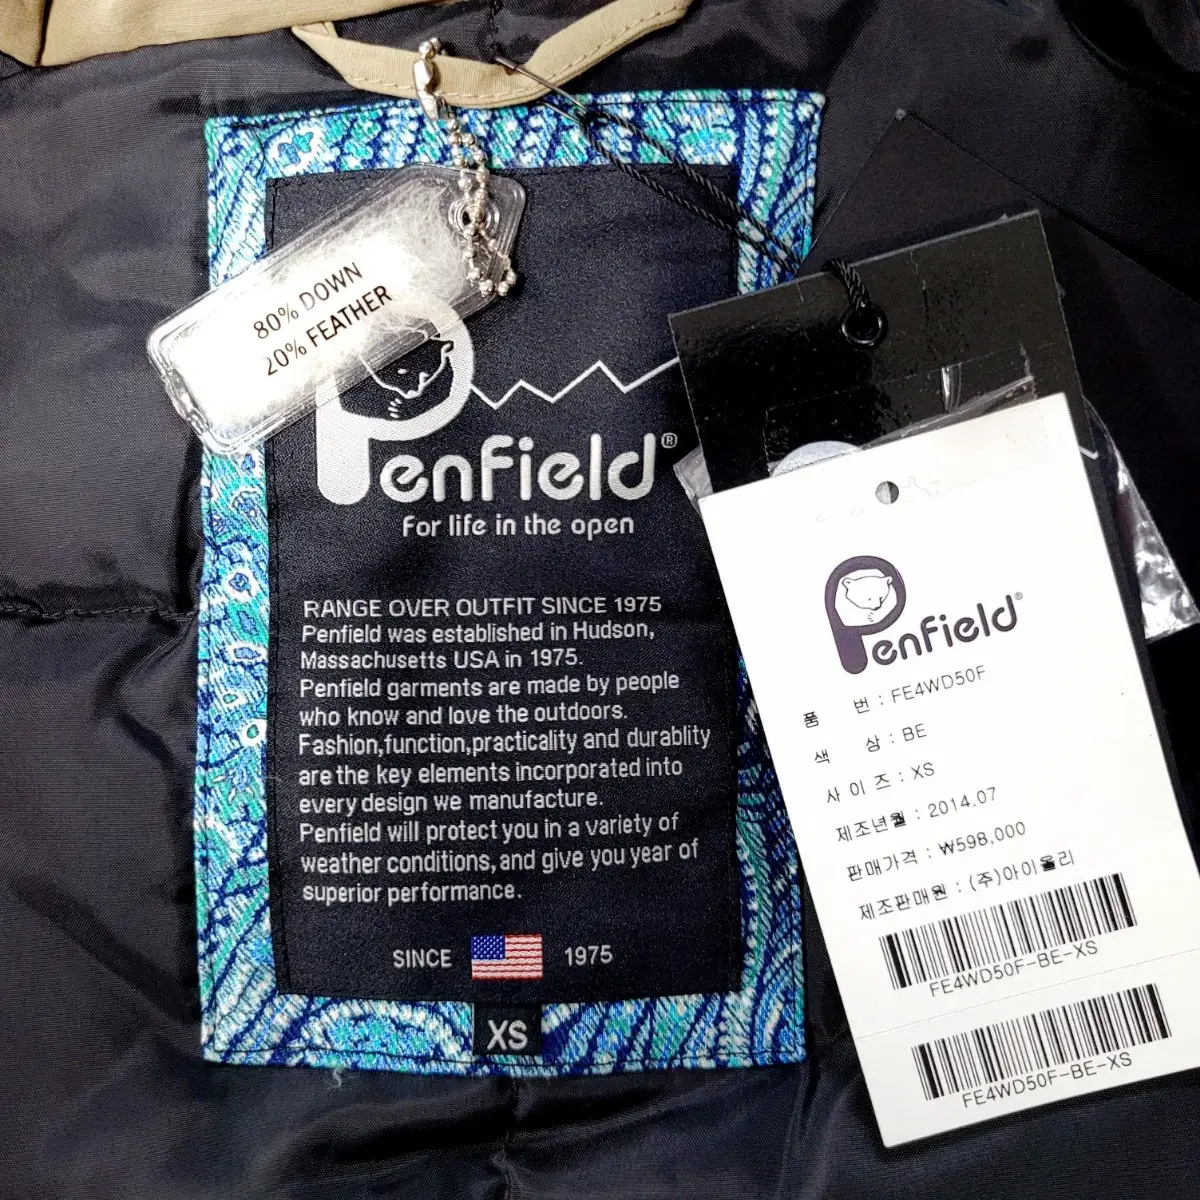 80% DOWN
20% FEATHER
Penfield®
For life in the open
RANGE OVER OUTFIT SINCE 1975
Penfield was established in Hudson,
Massachusetts USA in 1975.
Penfield garments are made by people
who know and love the outdoors.
Fashion,function,practicality and durablity
are the key elements incorporated into
every design we manufacture.
Penfield will protect you in a variety of
weather conditions,and give you year of
superior performance.
SINCE 1975
XS
Penfield®
품 번 : FE4WD50F
색 상 : BE
사 이 즈 : XS
제조년월 : 2014.07
판매가격 : ₩598,000
제조판매원 : (주)아이올리
FE4WD50F-BE-XS
FE4WD50F-BE-XS